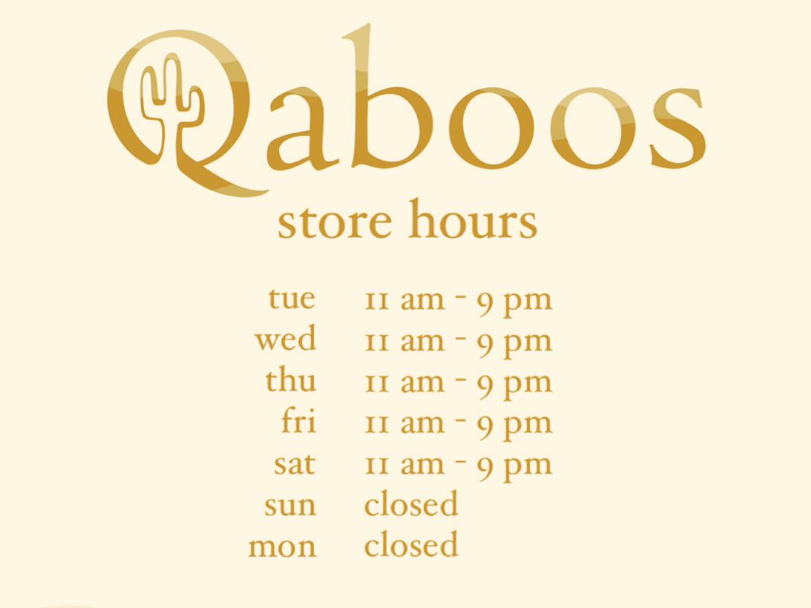 Qaboos
store hours
tue 11 am - 9 pm
wed 11 am - 9 pm
thu 11 am - 9 pm
fri 11 am - 9 pm
sat 11 am - 9 pm
sun closed
mon closed